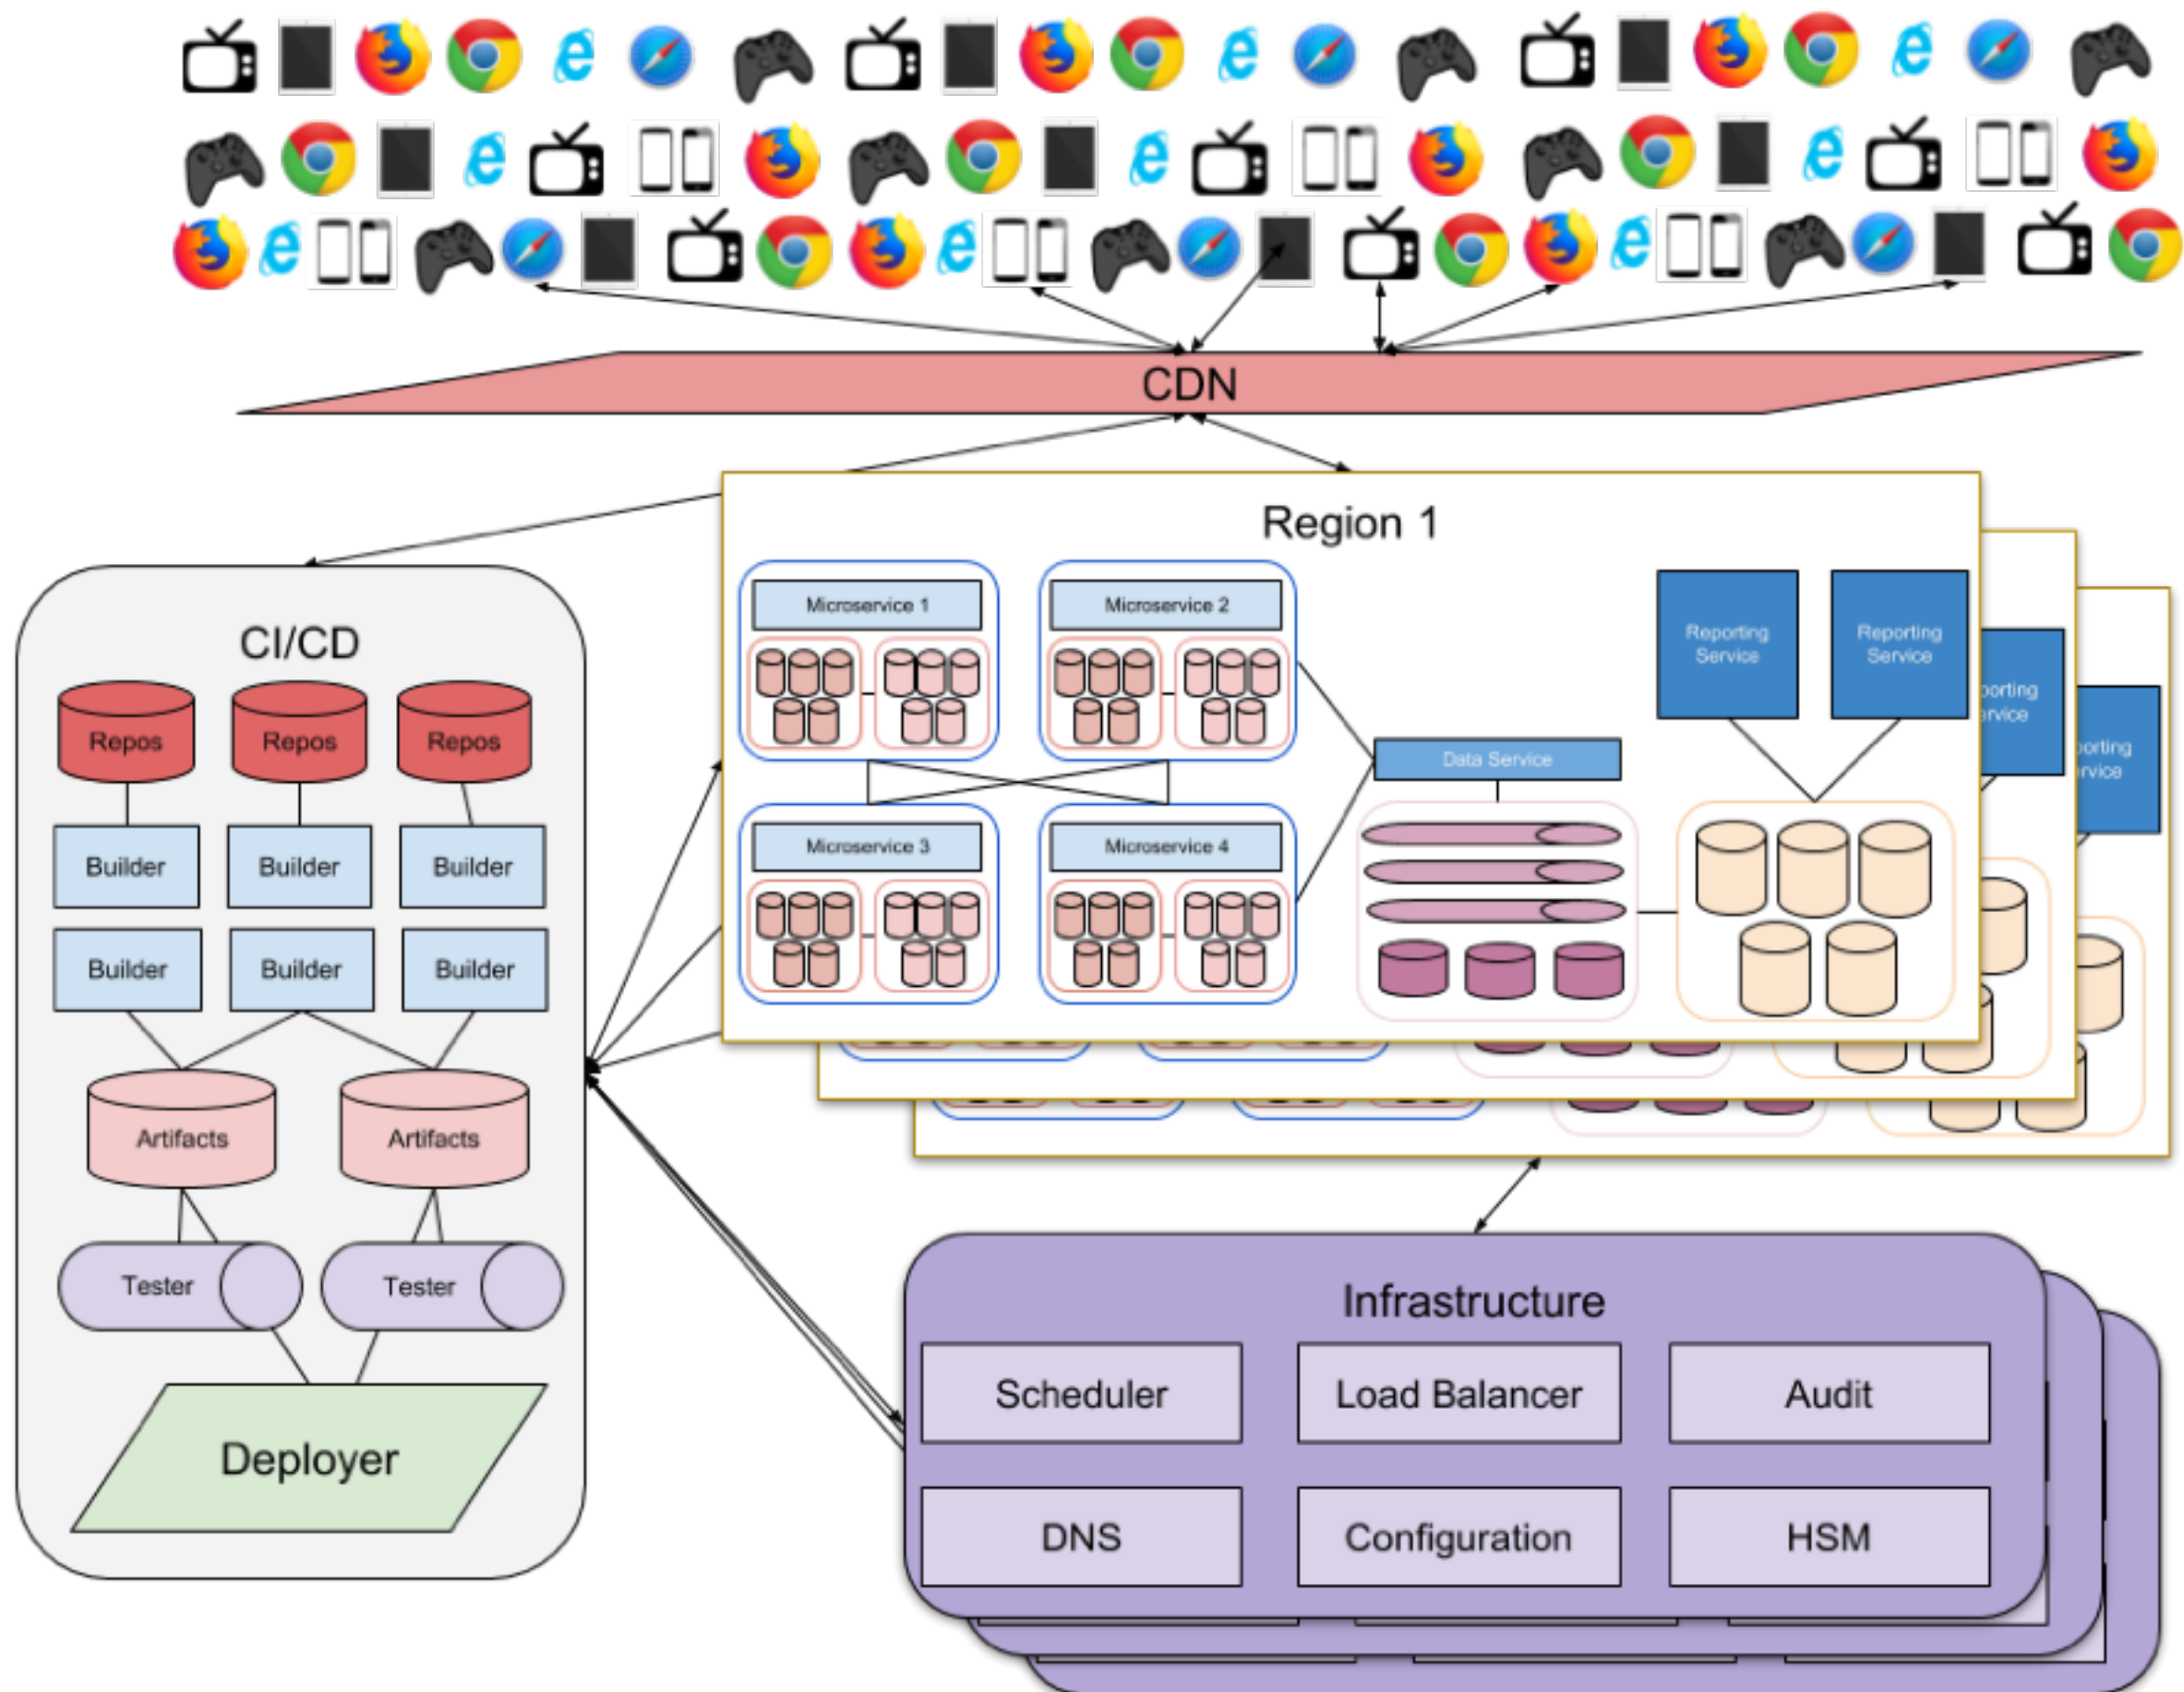 CDN
Region 1
Microservice 1
Microservice 2
Reporting
Service
Reporting
Service
Data Service
Microservice 3
Microservice 4
CI/CD
Repos
Repos
Repos
Builder
Builder
Builder
Builder
Builder
Builder
Artifacts
Artifacts
Tester
Tester
Deployer
Infrastructure
Scheduler
Load Balancer
Audit
DNS
Configuration
HSM